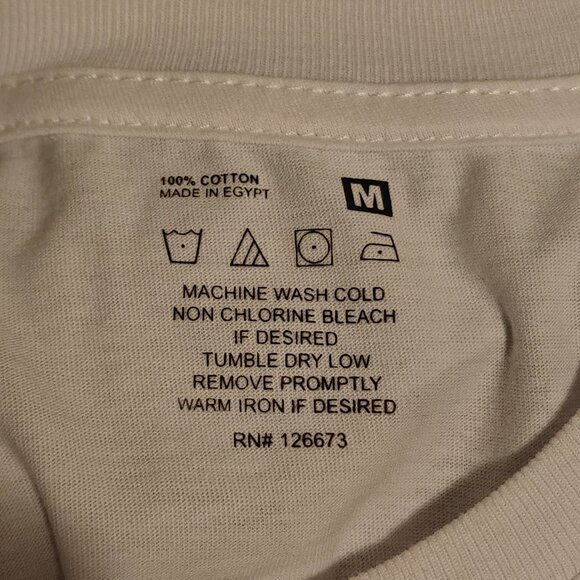 100% COTTON
MADE IN EGYPT
M
MACHINE WASH COLD
NON CHLORINE BLEACH
IF DESIRED
TUMBLE DRY LOW
REMOVE PROMPTLY
WARM IRON IF DESIRED
RN# 126673